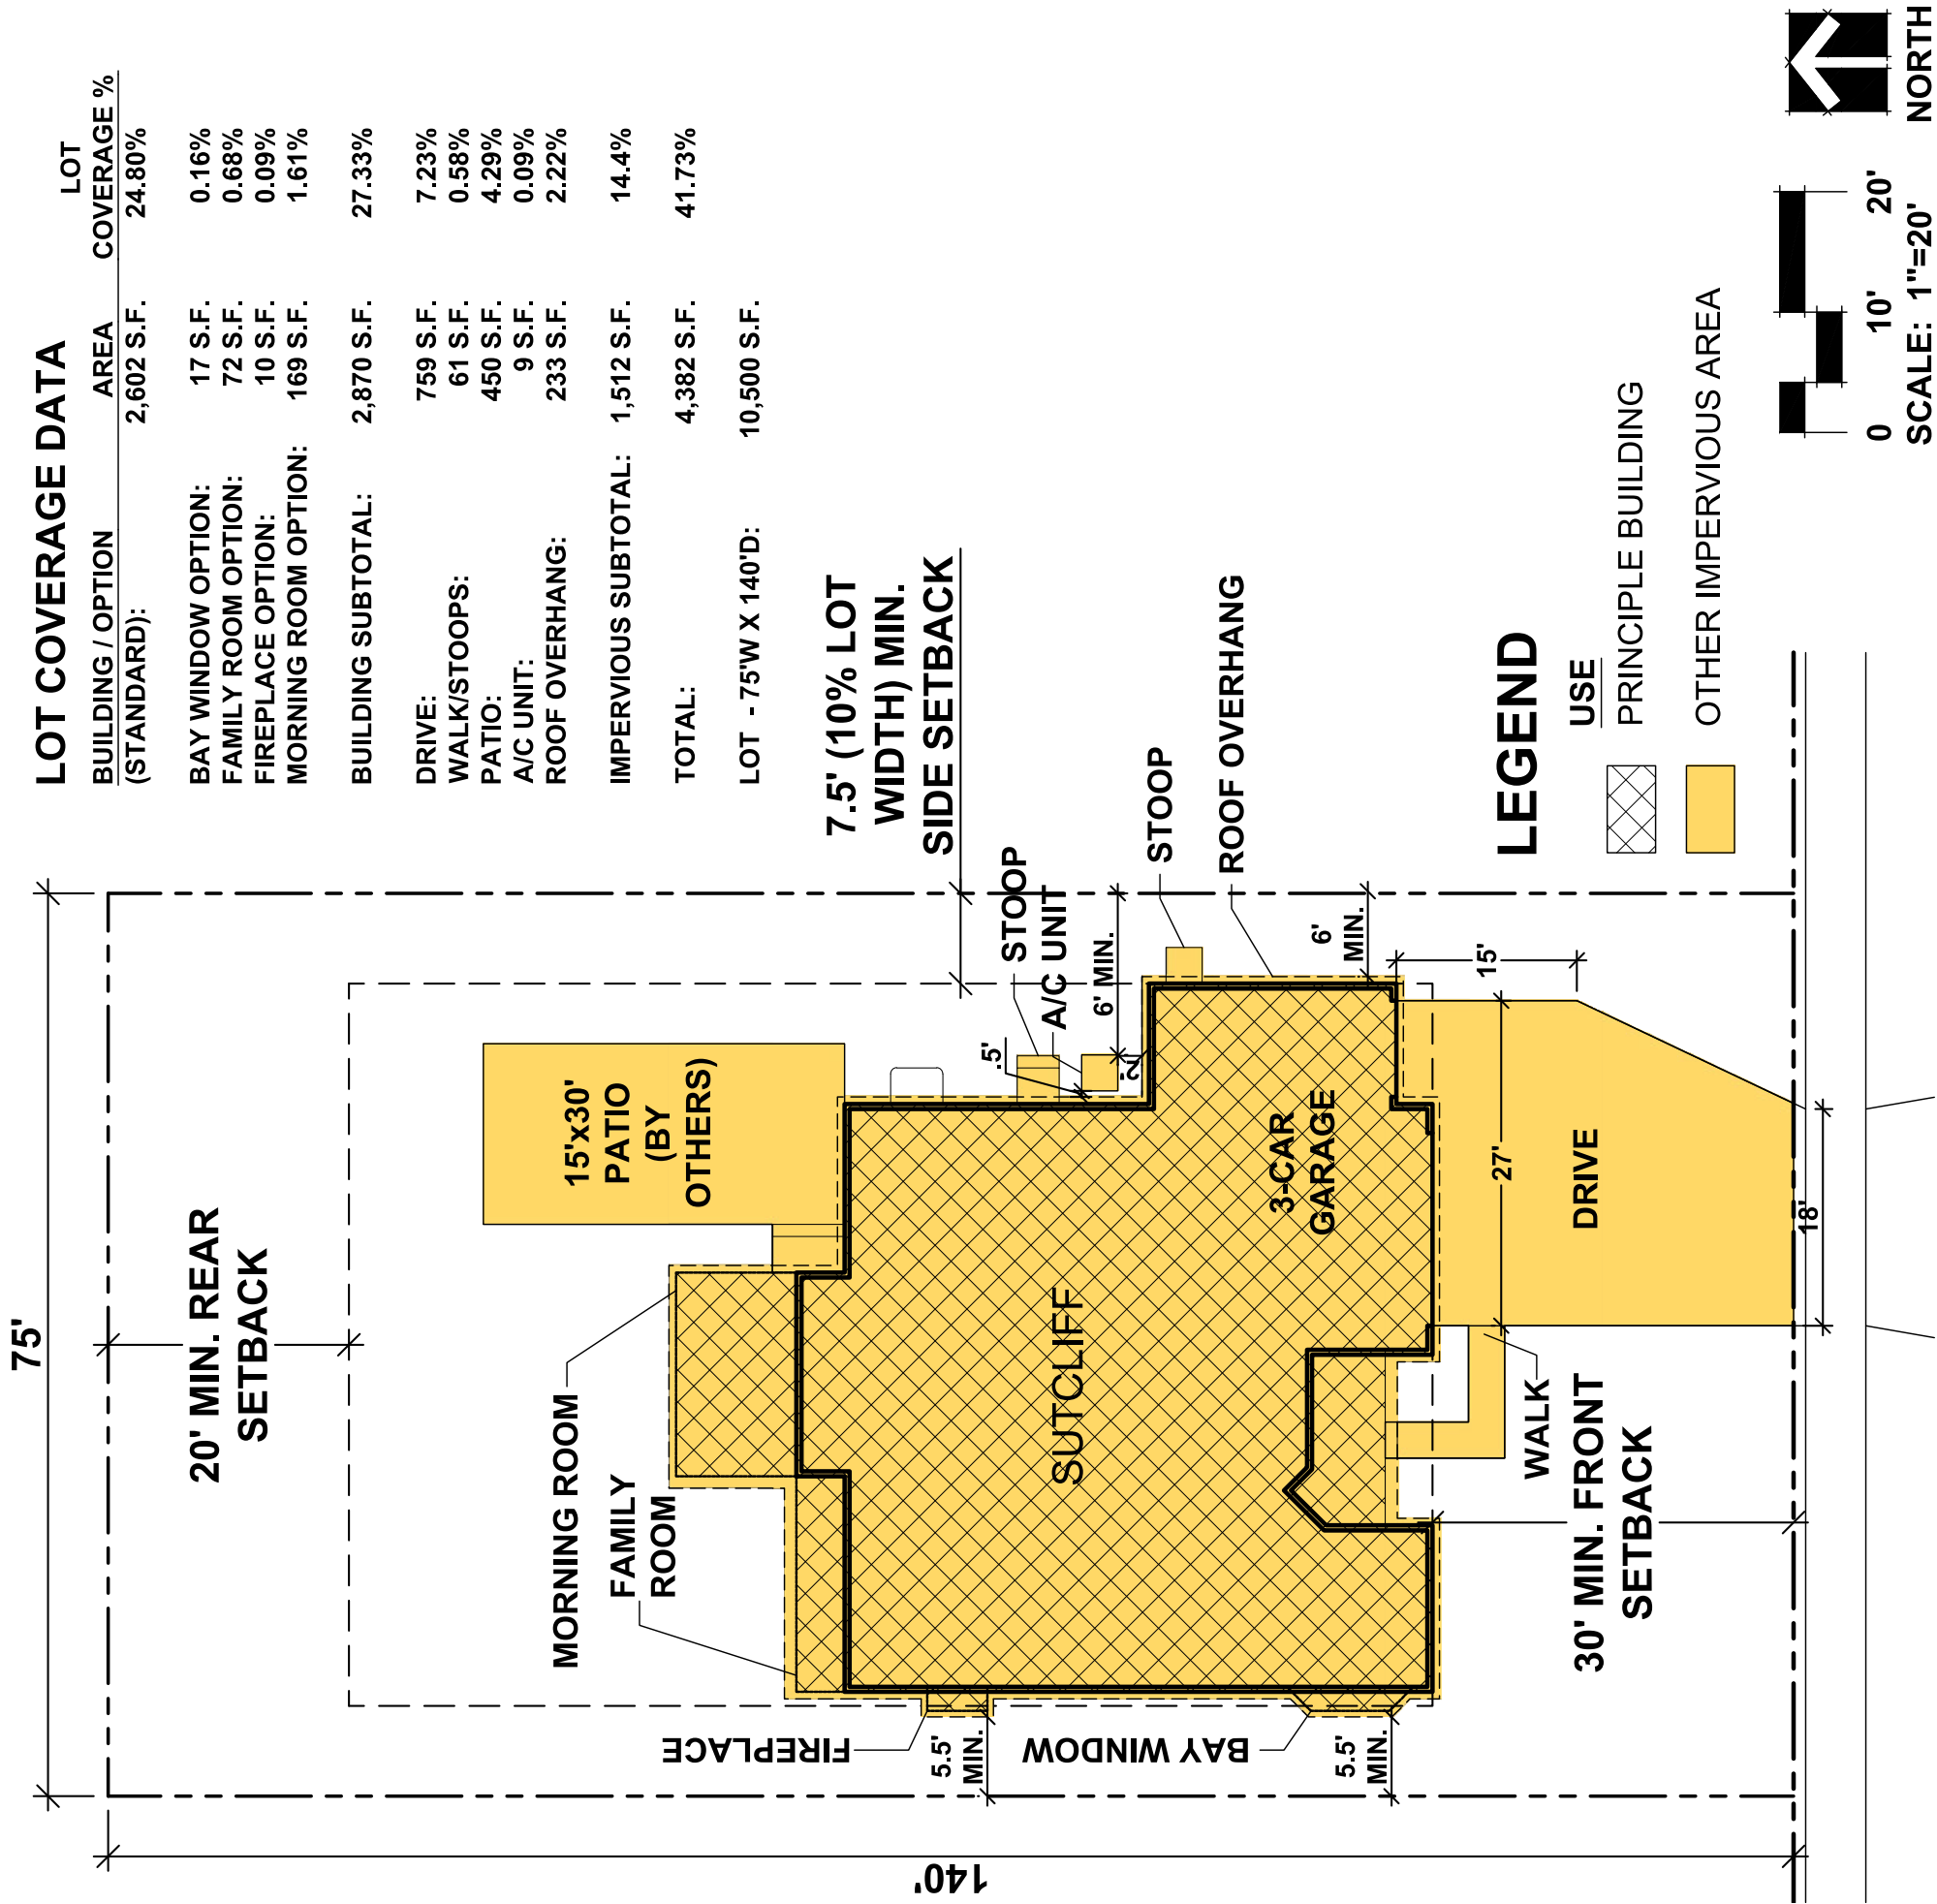 LOT COVERAGE DATA
BUILDING / OPTION AREA LOT COVERAGE %
(STANDARD): 2,602 S.F. 24.80%
BAY WINDOW OPTION: 17 S.F. 0.16%
FAMILY ROOM OPTION: 72 S.F. 0.68%
FIREPLACE OPTION: 10 S.F. 0.09%
MORNING ROOM OPTION: 169 S.F. 1.61%
BUILDING SUBTOTAL: 2,870 S.F. 27.33%
DRIVE: 759 S.F. 7.23%
WALK/STOOPS: 61 S.F. 0.58%
PATIO: 450 S.F. 4.29%
A/C UNIT: 9 S.F. 0.09%
ROOF OVERHANG: 233 S.F. 2.22%
IMPERVIOUS SUBTOTAL: 1,512 S.F. 14.4%
TOTAL: 4,382 S.F. 41.73%
LOT - 75'W X 140'D: 10,500 S.F.
75'
140'
20' MIN. REAR
SETBACK
7.5' (10% LOT
WIDTH) MIN.
SIDE SETBACK
15'x30'
PATIO
(BY
OTHERS)
MORNING ROOM
FAMILY
ROOM
FIREPLACE
5.5'
MIN.
BAY WINDOW
5.5'
MIN.
SUTCLIFF
3-CAR
GARAGE
STOOP
A/C UNIT
.5'
6' MIN.
2'
STOOP
ROOF OVERHANG
6'
MIN.
15'
27'
DRIVE
18'
WALK
30' MIN. FRONT
SETBACK
LEGEND
USE
PRINCIPLE BUILDING
OTHER IMPERVIOUS AREA
0 10' 20'
SCALE: 1"=20'
NORTH